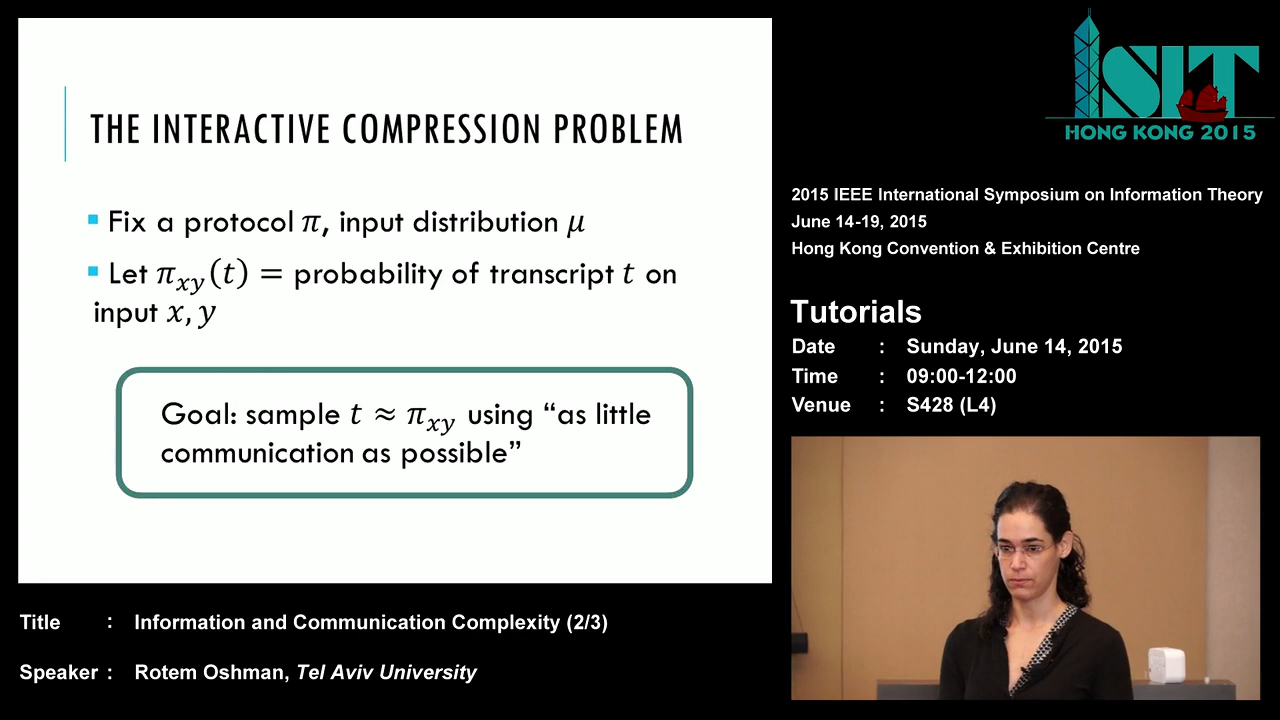 THE INTERACTIVE COMPRESSION PROBLEM
▪ Fix a protocol π, input distribution μ
▪ Let π_xy(t) = probability of transcript t on
input x, y
Goal: sample t ≈ π_xy using “as little
communication as possible”
ISIT
HONG KONG 2015
2015 IEEE International Symposium on Information Theory
June 14-19, 2015
Hong Kong Convention & Exhibition Centre
Tutorials
Date : Sunday, June 14, 2015
Time : 09:00-12:00
Venue : S428 (L4)
Title : Information and Communication Complexity (2/3)
Speaker : Rotem Oshman, Tel Aviv University